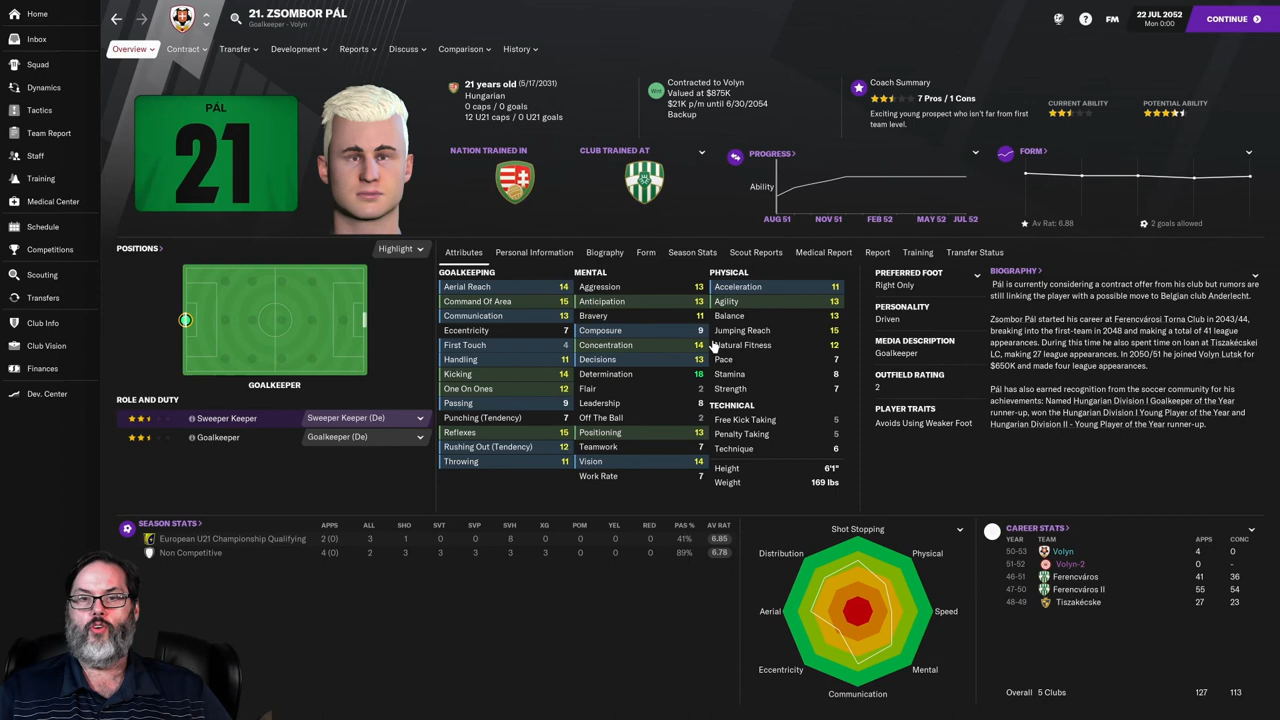 Home
Inbox
Squad
Dynamics
Tactics
Team Report
Staff
Training
Medical Center
Schedule
Competitions
Scouting
Transfers
Club Info
Club Vision
Finances
Dev. Center
21. ZSOMBOR PÁL
Goalkeeper - Volyn
FM
22 JUL 2052
Mon 0:00
CONTINUE
Overview
Contract
Transfer
Development
Reports
Discuss
Comparison
History
PÁL
21
21 years old (5/17/2031)
Hungarian
0 caps / 0 goals
12 U21 caps / 0 U21 goals
Wnt
Contracted to Volyn
Valued at $875K
$21K p/m until 6/30/2054
Backup
Coach Summary
7 Pros / 1 Cons
Exciting young prospect who isn't far from first
team level.
CURRENT ABILITY
POTENTIAL ABILITY
NATION TRAINED IN
CLUB TRAINED AT
PROGRESS
Ability
AUG 51
NOV 51
FEB 52
MAY 52
JUL 52
FORM
Av Rat: 6.88
2 goals allowed
POSITIONS
Highlight
GOALKEEPER
ROLE AND DUTY
Sweeper Keeper
Sweeper Keeper (De)
Goalkeeper
Goalkeeper (De)
Attributes
Personal Information
Biography
Form
Season Stats
Scout Reports
Medical Report
Report
Training
Transfer Status
GOALKEEPING
Aerial Reach 14
Command Of Area 15
Communication 13
Eccentricity 7
First Touch 4
Handling 11
Kicking 14
One On Ones 12
Passing 9
Punching (Tendency) 7
Reflexes 15
Rushing Out (Tendency) 12
Throwing 11
MENTAL
Aggression 13
Anticipation 13
Bravery 11
Composure 9
Concentration 14
Decisions 13
Determination 18
Flair 2
Leadership 8
Off The Ball 2
Positioning 13
Teamwork 7
Vision 14
Work Rate 7
PHYSICAL
Acceleration 11
Agility 13
Balance 13
Jumping Reach 15
Natural Fitness 12
Pace 7
Stamina 8
Strength 7
TECHNICAL
Free Kick Taking 5
Penalty Taking 5
Technique 6
Height 6'1"
Weight 169 lbs
PREFERRED FOOT
Right Only
PERSONALITY
Driven
MEDIA DESCRIPTION
Goalkeeper
OUTFIELD RATING
2
PLAYER TRAITS
Avoids Using Weaker Foot
BIOGRAPHY
Pál is currently considering a contract offer from his club but rumors are
still linking the player with a possible move to Belgian club Anderlecht.
Zsombor Pál started his career at Ferencvárosi Torna Club in 2043/44,
breaking into the first-team in 2048 and making a total of 41 league
appearances. During this time he also spent time on loan at Tiszakécskei
LC, making 27 league appearances. In 2050/51 he joined Volyn Lutsk for
$650K and made four league appearances.
Pál has also earned recognition from the soccer community for his
achievements: Named Hungarian Division I Goalkeeper of the Year
runner-up, won the Hungarian Division I Young Player of the Year and
Hungarian Division II - Young Player of the Year runner-up.
SEASON STATS
APPS ALL SHO SVT SVP SVH XG POM YEL RED PAS % AV RAT
European U21 Championship Qualifying 2 (0) 3 1 0 0 8 0 0 0 0 41% 6.85
Non Competitive 4 (0) 2 3 3 3 3 0 0 0 0 89% 6.78
Shot Stopping
Physical
Speed
Mental
Communication
Eccentricity
Aerial
Distribution
CAREER STATS
YEAR TEAM APPS CONC
50-53 Volyn 4 0
51-52 Volyn-2 0 -
46-51 Ferencváros 41 36
47-50 Ferencváros II 55 54
48-49 Tiszakécske 27 23
Overall 5 Clubs 127 113